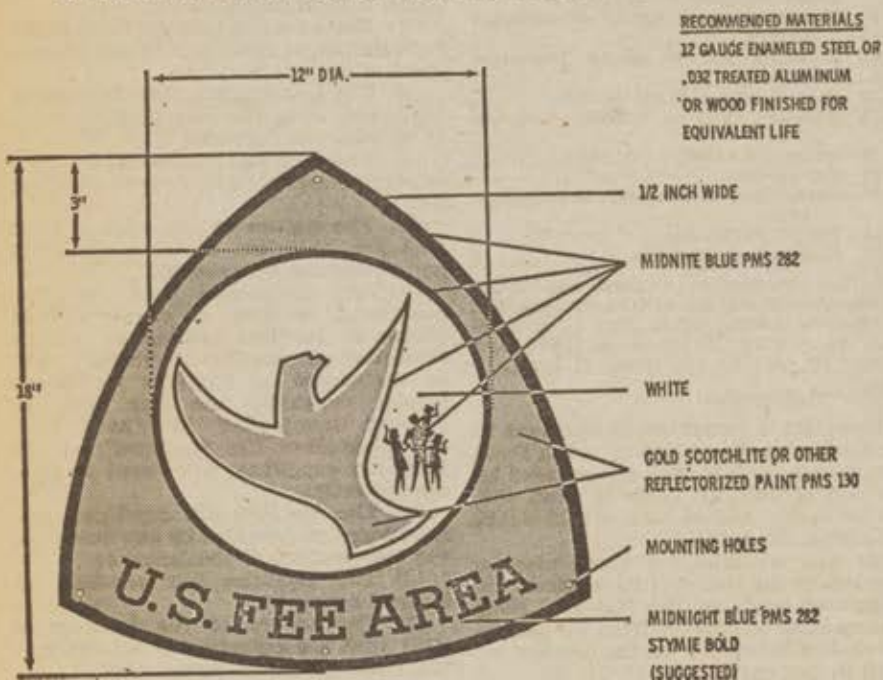 RECOMMENDED MATERIALS
12 GAUGE ENAMELED STEEL OR
.032 TREATED ALUMINUM
OR WOOD FINISHED FOR
EQUIVALENT LIFE
12" DIA.
3"
18"
1/2 INCH WIDE
MIDNITE BLUE PMS 282
WHITE
GOLD SCOTCHLITE OR OTHER
REFLECTORIZED PAINT PMS 130
MOUNTING HOLES
MIDNIGHT BLUE PMS 282
STYMIE BOLD
(SUGGESTED)
U.S. FEE AREA